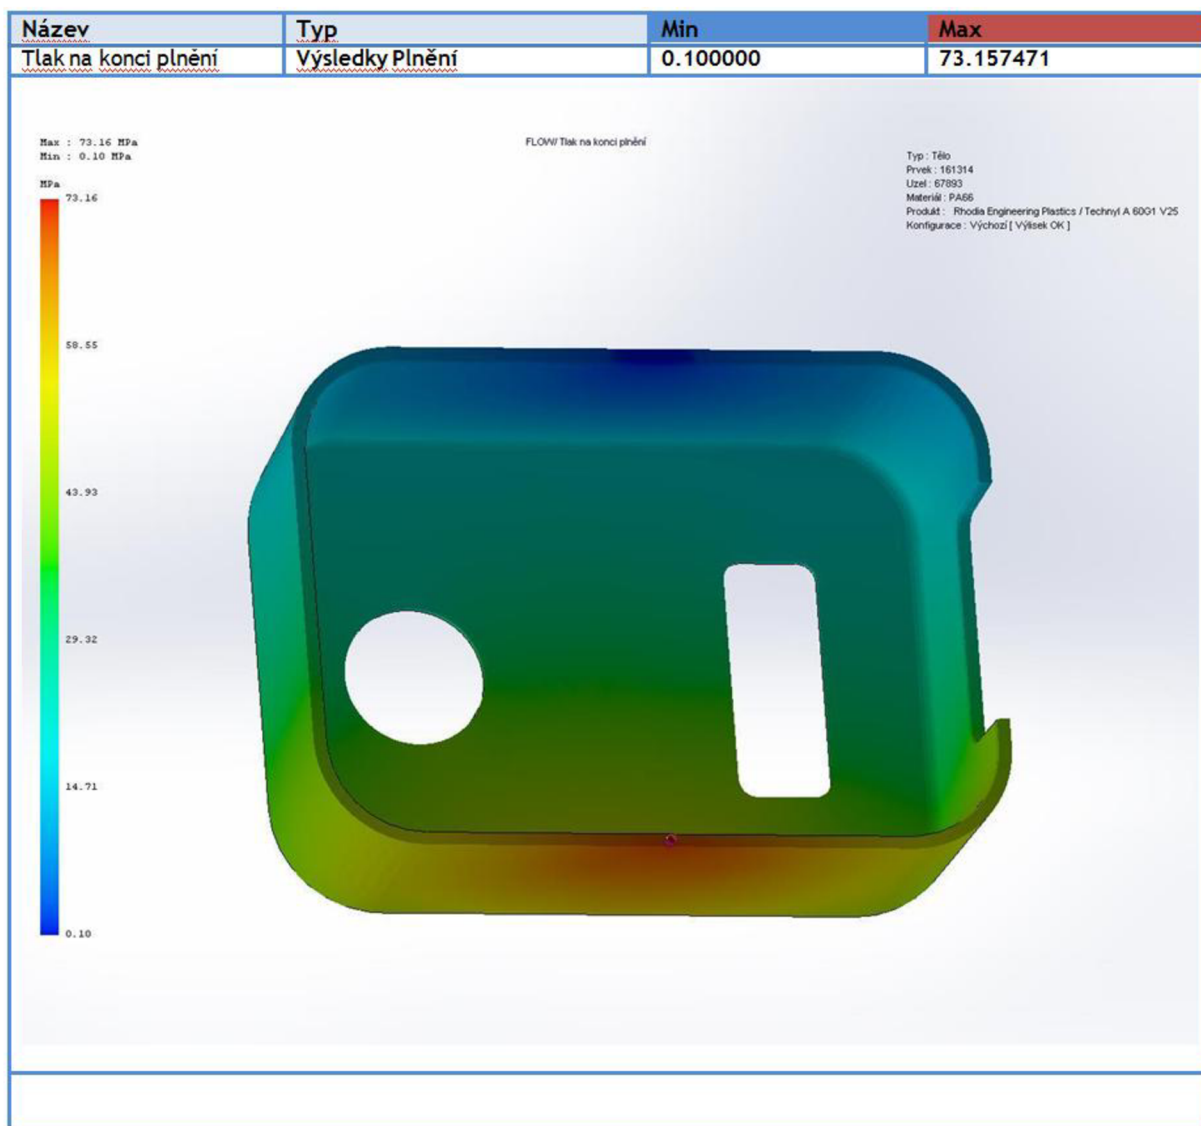 Název Typ Min Max
Tlak na konci plnění Výsledky Plnění 0.100000 73.157471
Max : 73.16 MPa
Min : 0.10 MPa
FLOW/ Tlak na konci plnění
Typ : Tělo
Prvek : 161314
Uzel : 67893
Materiál : PA66
Produkt : Rhodia Engineering Plastics / Technyl A 60G1 V25
Konfigurace : Výchozí [ Výlisek OK ]
MPa
73.16
58.55
43.93
29.32
14.71
0.10